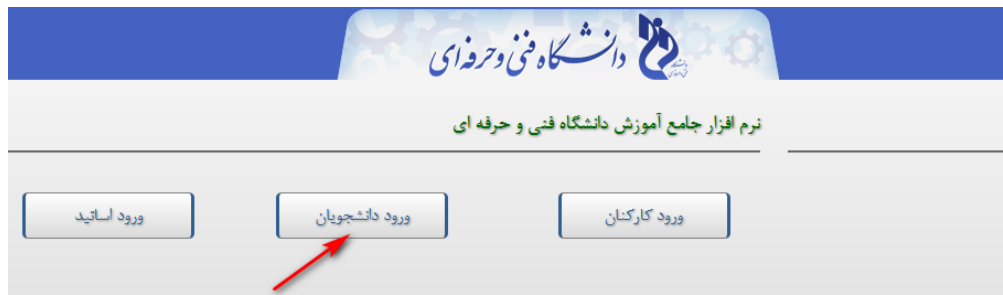 دانشگاه فنی و حرفه‌ای
نرم افزار جامع آموزش دانشگاه فنی و حرفه ای
ورود کارکنان
ورود دانشجویان
ورود اساتید